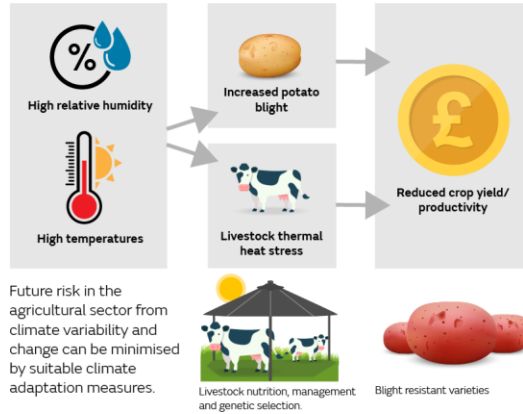 %
High relative humidity
High temperatures
Increased potato
blight
Livestock thermal
heat stress
£
Reduced crop yield/
productivity
Future risk in the
agricultural sector from
climate variability and
change can be minimised
by suitable climate
adaptation measures.
Livestock nutrition, management
and genetic selection.
Blight resistant varieties